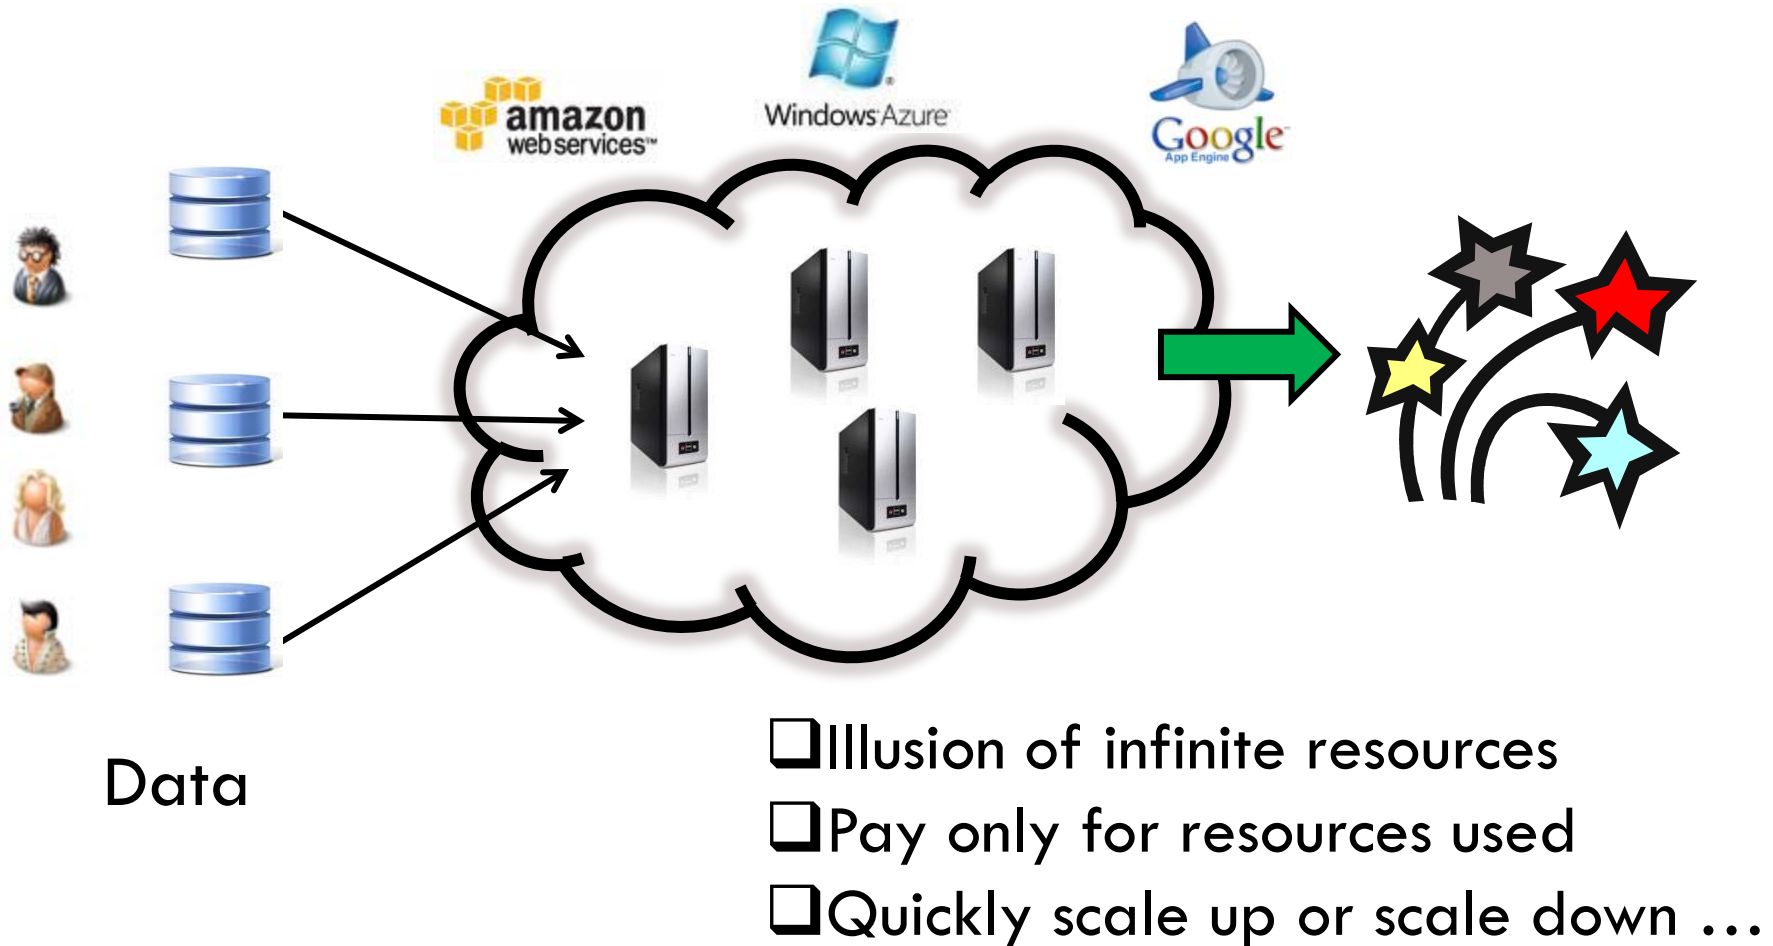 amazon
webservices™
Windows Azure
Google
App Engine
Data
❑Illusion of infinite resources
❑Pay only for resources used
❑Quickly scale up or scale down …